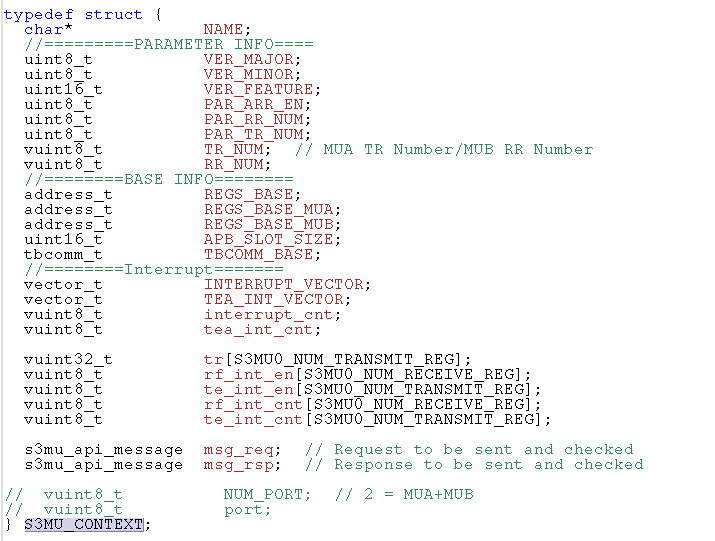 typedef struct {
char* NAME;
//=========PARAMETER INFO====
uint8_t VER_MAJOR;
uint8_t VER_MINOR;
uint16_t VER_FEATURE;
uint8_t PAR_ARR_EN;
uint8_t PAR_RR_NUM;
uint8_t PAR_TR_NUM;
vuint8_t TR_NUM; // MUA TR Number/MUB RR Number
vuint8_t RR_NUM;
//========BASE INFO========
address_t REGS_BASE;
address_t REGS_BASE_MUA;
address_t REGS_BASE_MUB;
uint16_t APB_SLOT_SIZE;
tbcomm_t TBCOMM_BASE;
//========Interrupt=======
vector_t INTERRUPT_VECTOR;
vector_t TEA_INT_VECTOR;
vuint8_t interrupt_cnt;
vuint8_t tea_int_cnt;
vuint32_t tr[S3MU0_NUM_TRANSMIT_REG];
vuint8_t rf_int_en[S3MU0_NUM_RECEIVE_REG];
vuint8_t te_int_en[S3MU0_NUM_TRANSMIT_REG];
vuint8_t rf_int_cnt[S3MU0_NUM_RECEIVE_REG];
vuint8_t te_int_cnt[S3MU0_NUM_TRANSMIT_REG];
s3mu_api_message msg_req; // Request to be sent and checked
s3mu_api_message msg_rsp; // Response to be sent and checked
// vuint8_t NUM_PORT; // 2 = MUA+MUB
// vuint8_t port;
} S3MU_CONTEXT;